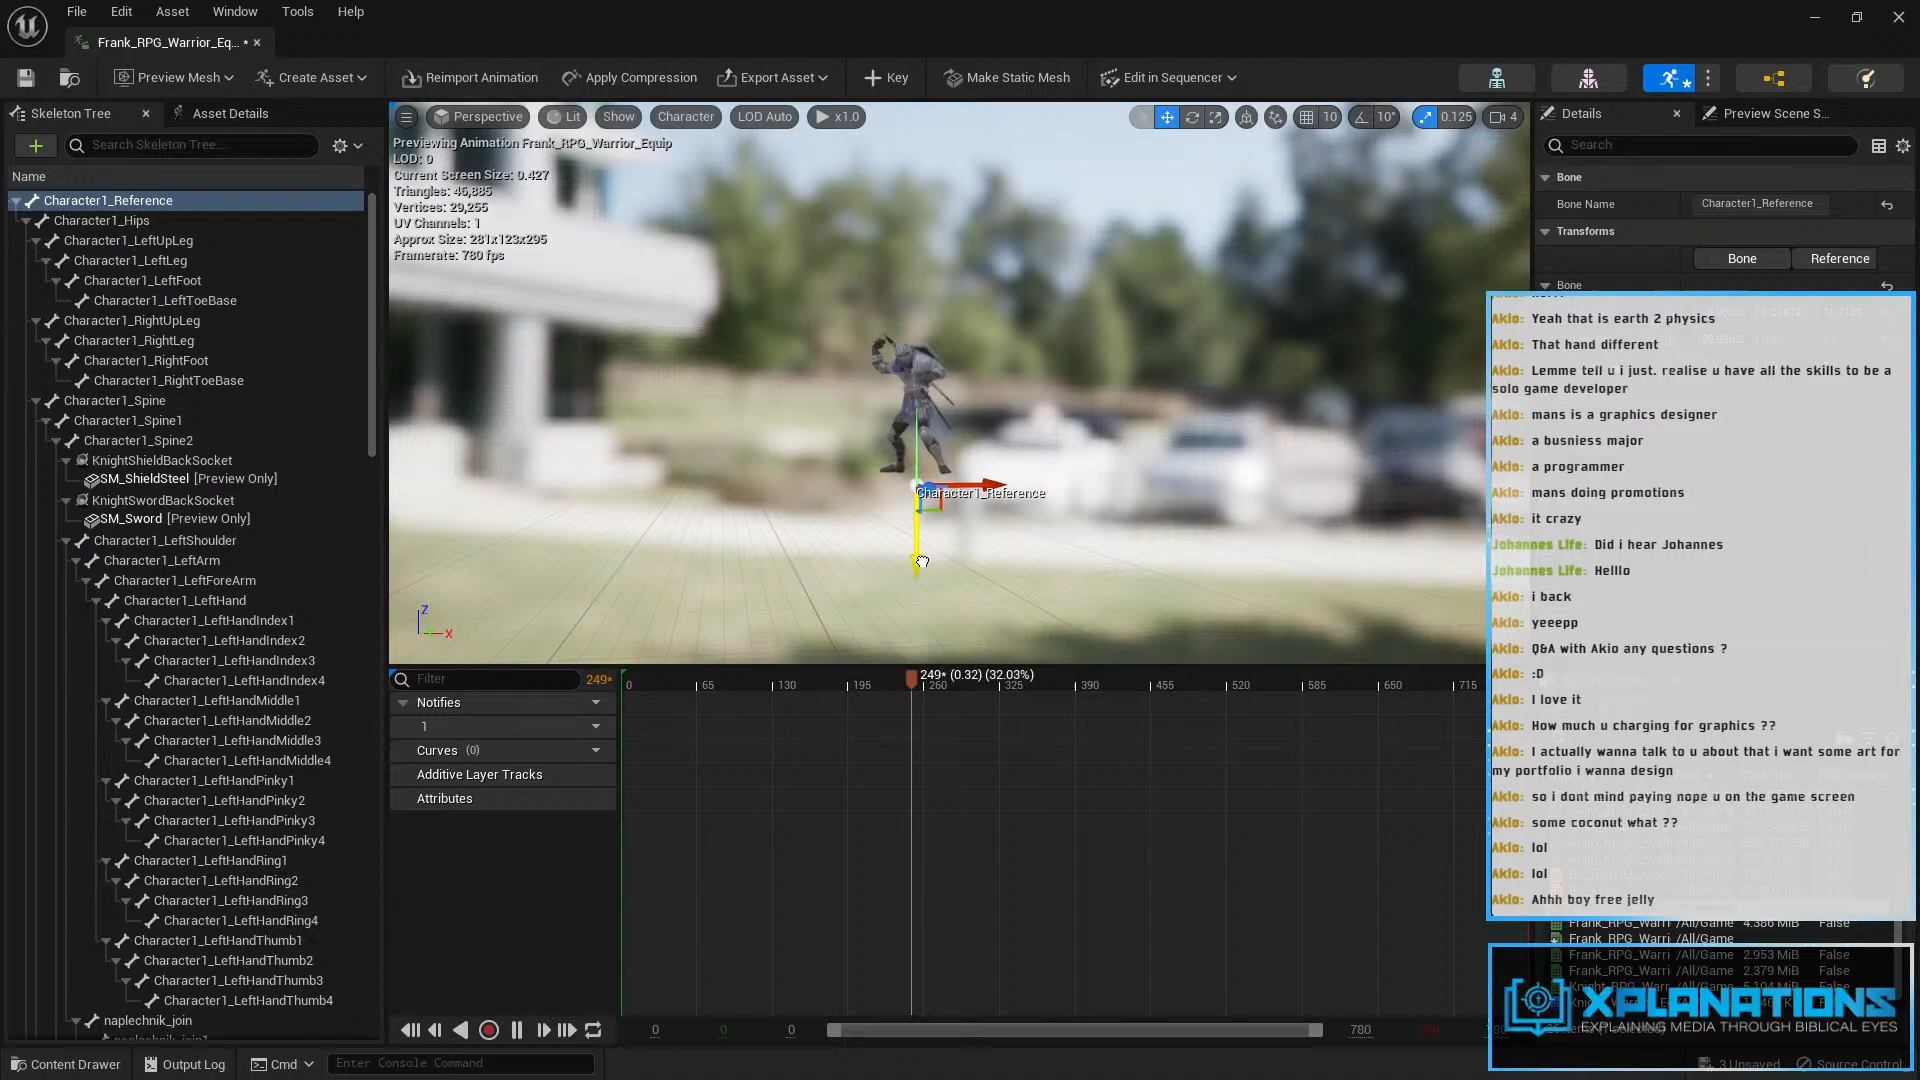 File Edit Asset Window Tools Help
Frank_RPG_Warrior_Eq... *
Preview Mesh
Create Asset
Reimport Animation
Apply Compression
Export Asset
Key
Make Static Mesh
Edit in Sequencer
Skeleton Tree
Asset Details
Search Skeleton Tree...
Name
Character1_Reference
Character1_Hips
Character1_LeftUpLeg
Character1_LeftLeg
Character1_LeftFoot
Character1_LeftToeBase
Character1_RightUpLeg
Character1_RightLeg
Character1_RightFoot
Character1_RightToeBase
Character1_Spine
Character1_Spine1
Character1_Spine2
KnightShieldBackSocket
SM_ShieldSteel [Preview Only]
KnightSwordBackSocket
SM_Sword [Preview Only]
Character1_LeftShoulder
Character1_LeftArm
Character1_LeftForeArm
Character1_LeftHand
Character1_LeftHandIndex1
Character1_LeftHandIndex2
Character1_LeftHandIndex3
Character1_LeftHandIndex4
Character1_LeftHandMiddle1
Character1_LeftHandMiddle2
Character1_LeftHandMiddle3
Character1_LeftHandMiddle4
Character1_LeftHandPinky1
Character1_LeftHandPinky2
Character1_LeftHandPinky3
Character1_LeftHandPinky4
Character1_LeftHandRing1
Character1_LeftHandRing2
Character1_LeftHandRing3
Character1_LeftHandRing4
Character1_LeftHandThumb1
Character1_LeftHandThumb2
Character1_LeftHandThumb3
Character1_LeftHandThumb4
naplechnik_join
Perspective Lit Show Character LOD Auto x1.0
10 10° 0.125 4
Previewing Animation Frank_RPG_Warrior_Equip
LOD: 0
Current Screen Size: 0.427
Triangles: 46,885
Vertices: 29,255
UV Channels: 1
Approx Size: 281x123x295
Framerate: 780 fps
Character1_Reference
Z
X
Filter 249*
249* (0.32) (32.03%)
0 65 130 195 260 325 390 455 520 585 650 715
Notifies
1
Curves (0)
Additive Layer Tracks
Attributes
0 0 0 780
Details
Preview Scene S...
Search
Bone
Bone Name Character1_Reference
Transforms
Bone Reference
Bone
Akio: Yeah that is earth 2 physics
Akio: That hand different
Akio: Lemme tell u i just. realise u have all the skills to be a
solo game developer
Akio: mans is a graphics designer
Akio: a busniess major
Akio: a programmer
Akio: mans doing promotions
Akio: it crazy
Johannes Life: Did i hear Johannes
Johannes Life: Helllo
Akio: i back
Akio: yeeepp
Akio: Q&A with Akio any questions ?
Akio: :D
Akio: I love it
Akio: How much u charging for graphics ??
Akio: I actually wanna talk to u about that i want some art for
my portfolio i wanna design
Akio: so i dont mind paying nope u on the game screen
Akio: some coconut what ??
Akio: lol
Akio: lol
Akio: Ahhh boy free jelly
Frank_RPG_Warri /All/Game 4.386 MiB False
Frank_RPG_Warri /All/Game
Frank_RPG_Warri /All/Game 2.953 MiB False
Frank_RPG_Warri /All/Game 2.379 MiB False
XPLANATIONS
EXPLAINING MEDIA THROUGH BIBLICAL EYES
Content Drawer
Output Log
Cmd
Enter Console Command
3 Unsaved
Source Control